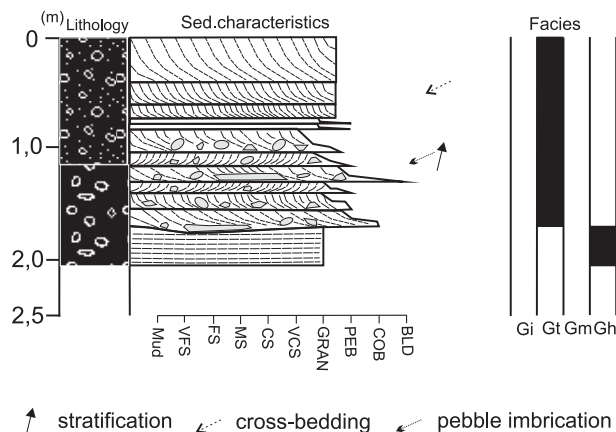 (m) Lithology Sed.characteristics Facies
0
1,0
2,0
2,5
Mud VFS FS MS CS VCS GRAN PEB COB BLD
Gi Gt Gm Gh
stratification cross-bedding pebble imbrication